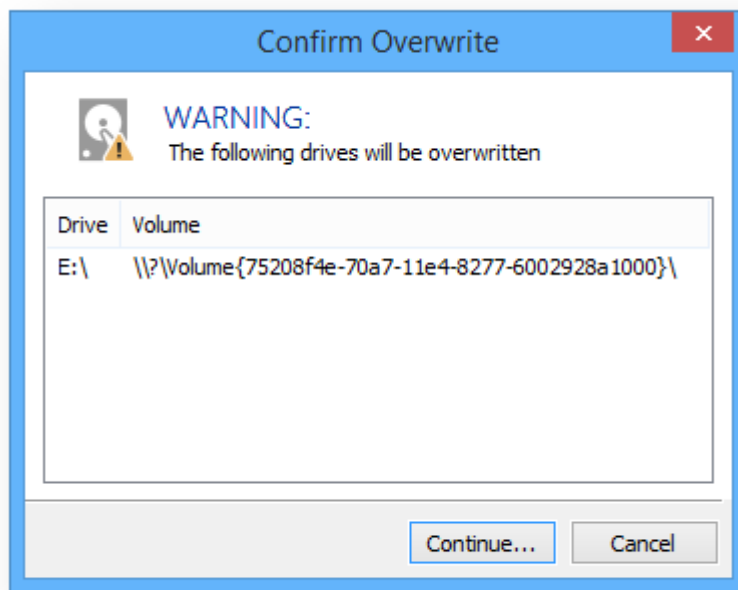 Confirm Overwrite
WARNING:
The following drives will be overwritten
Drive Volume
E:\ \\?\Volume{75208f4e-70a7-11e4-8277-6002928a1000}\
Continue... Cancel